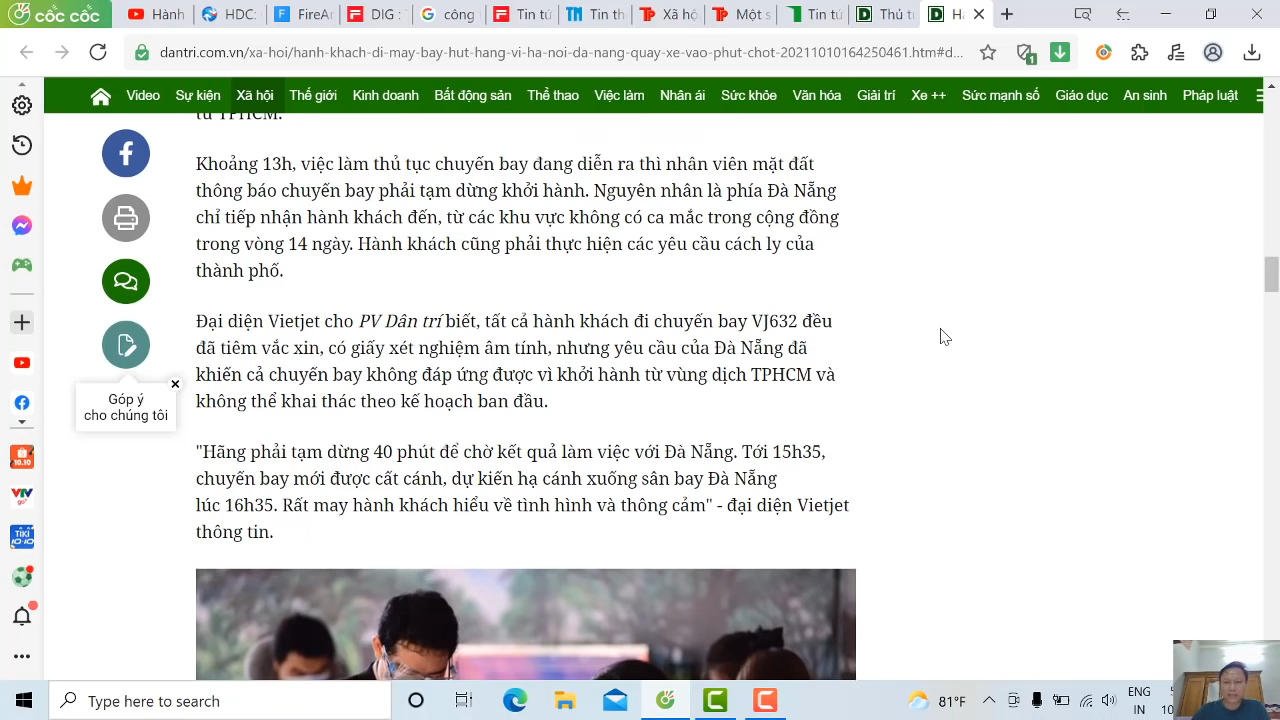 cốc cốc
Hành
HDC:
FireAr
DIG :
công
Tin tứ
Tin th
Xã hộ
Một s
Tin tứ
Thủ tu
Hà
dantri.com.vn/xa-hoi/hanh-khach-di-may-bay-hut-hang-vi-ha-noi-da-nang-quay-xe-vao-phut-chot-20211010164250461.htm#d...
1
Video Sự kiện Xã hội Thế giới Kinh doanh Bất động sản Thể thao Việc làm Nhân ái Sức khỏe Văn hóa Giải trí Xe ++ Sức mạnh số Giáo dục An sinh Pháp luật
từ TPHCM.
Khoảng 13h, việc làm thủ tục chuyến bay đang diễn ra thì nhân viên mặt đất
thông báo chuyến bay phải tạm dừng khởi hành. Nguyên nhân là phía Đà Nẵng
chỉ tiếp nhận hành khách đến, từ các khu vực không có ca mắc trong cộng đồng
trong vòng 14 ngày. Hành khách cũng phải thực hiện các yêu cầu cách ly của
thành phố.
Đại diện Vietjet cho PV Dân trí biết, tất cả hành khách đi chuyến bay VJ632 đều
đã tiêm vắc xin, có giấy xét nghiệm âm tính, nhưng yêu cầu của Đà Nẵng đã
khiến cả chuyến bay không đáp ứng được vì khởi hành từ vùng dịch TPHCM và
không thể khai thác theo kế hoạch ban đầu.
Góp ý
cho chúng tôi
"Hãng phải tạm dừng 40 phút để chờ kết quả làm việc với Đà Nẵng. Tới 15h35,
chuyến bay mới được cất cánh, dự kiến hạ cánh xuống sân bay Đà Nẵng
lúc 16h35. Rất may hành khách hiểu về tình hình và thông cảm" - đại diện Vietjet
thông tin.
10.10
VTV
go
TIKI
10·10
Type here to search
81°F
ENG
IN